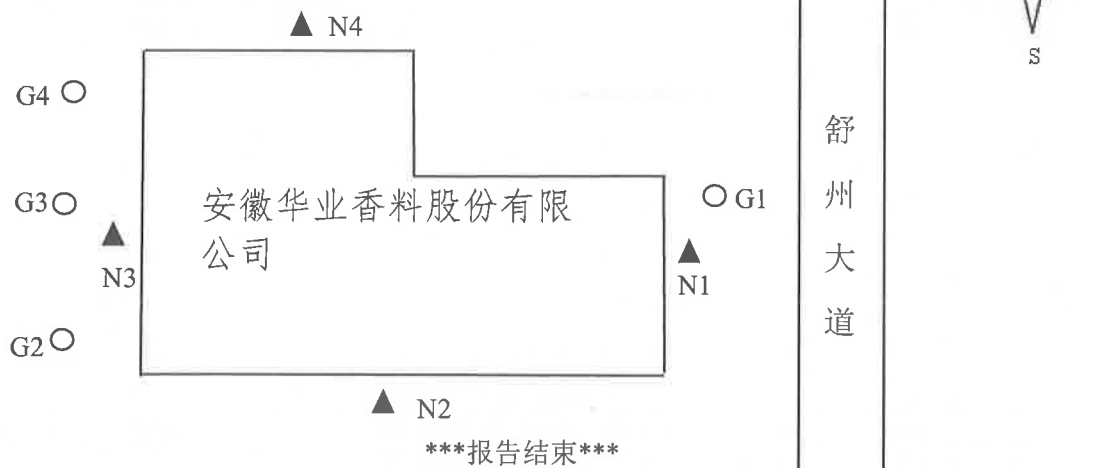 N4
S
G4
舒州大道
G3
安徽华业香料股份有限
公司
G1
N3
N1
G2
N2
***报告结束***